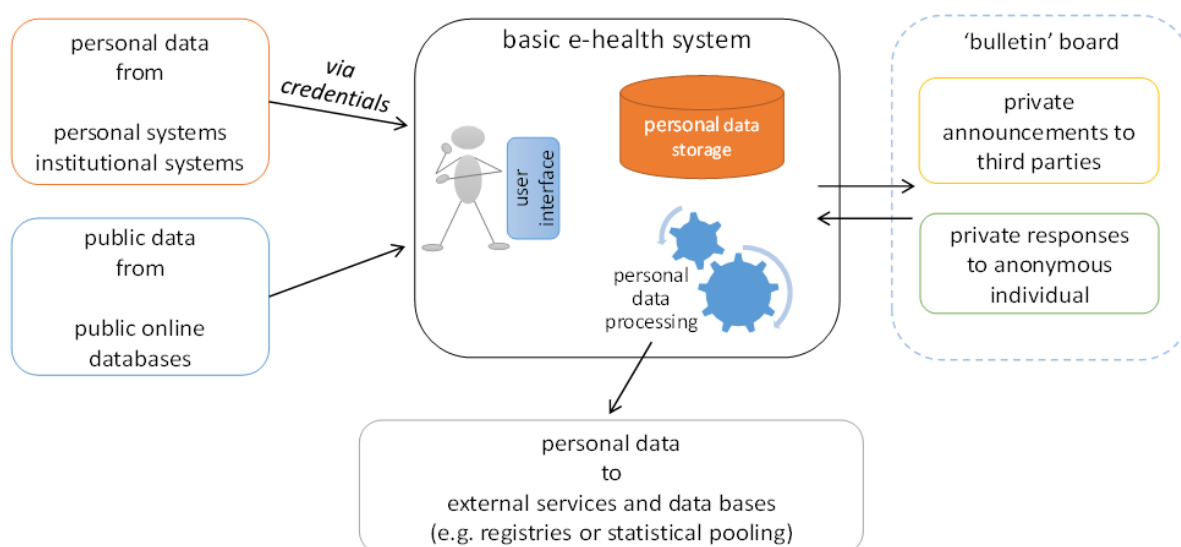 personal data
from
personal systems
institutional systems
via
credentials
public data
from
public online
databases
basic e-health system
user
interface
personal data
storage
personal
data
processing
'bulletin' board
private
announcements to
third parties
private responses
to anonymous
individual
personal data
to
external services and data bases
(e.g. registries or statistical pooling)